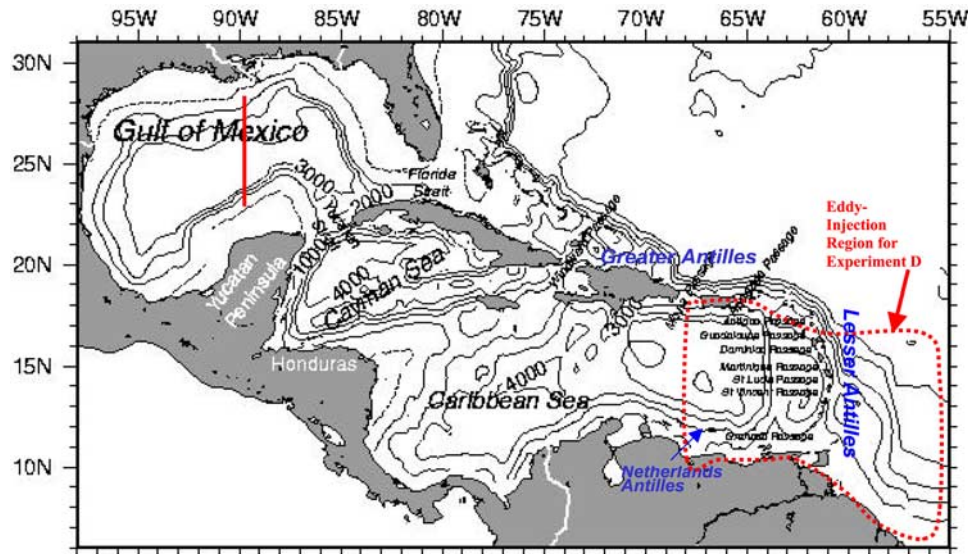 95W 90W 85W 80W 75W 70W 65W 60W 55W
30N
25N
20N
15N
10N
Gulf of Mexico
3000
2000
1000
Florida
Strait
Eddy-
Injection
Region for
Experiment D
Greater Antilles
Yucatan
Peninsula
4000
Cayman Sea
3000
Honduras
4000
Caribbean Sea
Antigua Passage
Guadaloupe Passage
Dominica Passage
Martinique Passage
St Lucia Passage
St Vincent Passage
Grenada Passage
Lesser Antilles
Netherlands
Antilles